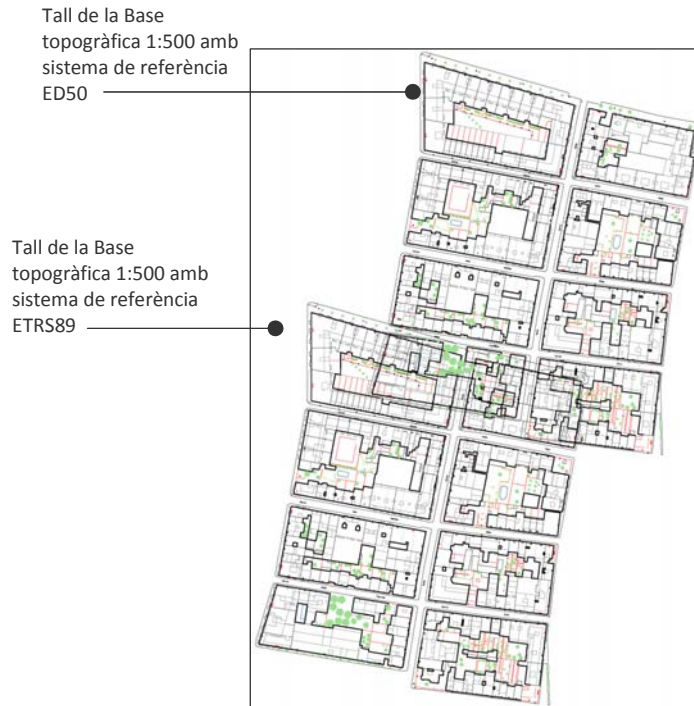 Tall de la Base
topogràfica 1:500 amb
sistema de referència
ED50
Tall de la Base
topogràfica 1:500 amb
sistema de referència
ETRS89